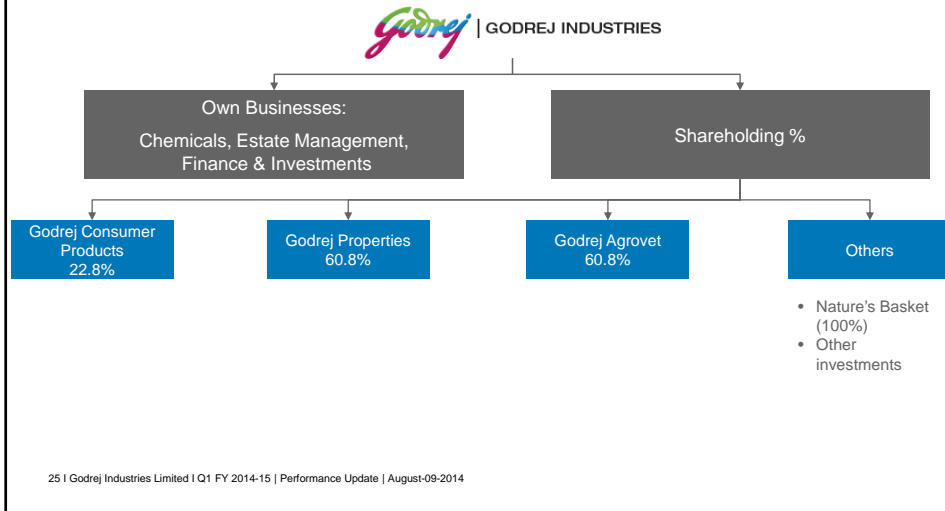 Godrej | GODREJ INDUSTRIES
Own Businesses:
Chemicals, Estate Management,
Finance & Investments
Shareholding %
Godrej Consumer
Products
22.8%
Godrej Properties
60.8%
Godrej Agrovet
60.8%
Others
• Nature's Basket
(100%)
• Other
investments
25 I Godrej Industries Limited I Q1 FY 2014-15 | Performance Update | August-09-2014